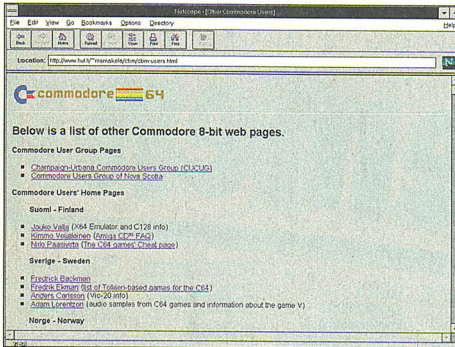 Netscape - [Other Commodore Users]
File Edit View Go Bookmarks Options Directory Help
Back Home Reload Open Print Find
Location: http://www.hut.fi/~msmakela/cbm/cbm-users.html
N
commodore 64
Below is a list of other Commodore 8-bit web pages.
Commodore User Group Pages
Champaign-Urbana Commodore Users Group (CUCUG)
Commodore Users Group of Nova Scotia
Commodore Users' Home Pages
Suomi - Finland
Jouko Valta (X64 Emulator and C128 info)
Kimmo (Amiga CD³² FAQ)
Niilo Paasivirta (The C64 games' Cheat page)
Sverige - Sweden
Fredrick Backman
Fredrik Ekman (list of Tolkien-based games for the C64)
Anders Carlsson (Vic-20 info)
Adam Lorentzon (audio samples from C64 games and information about the game V)
Norge - Norway